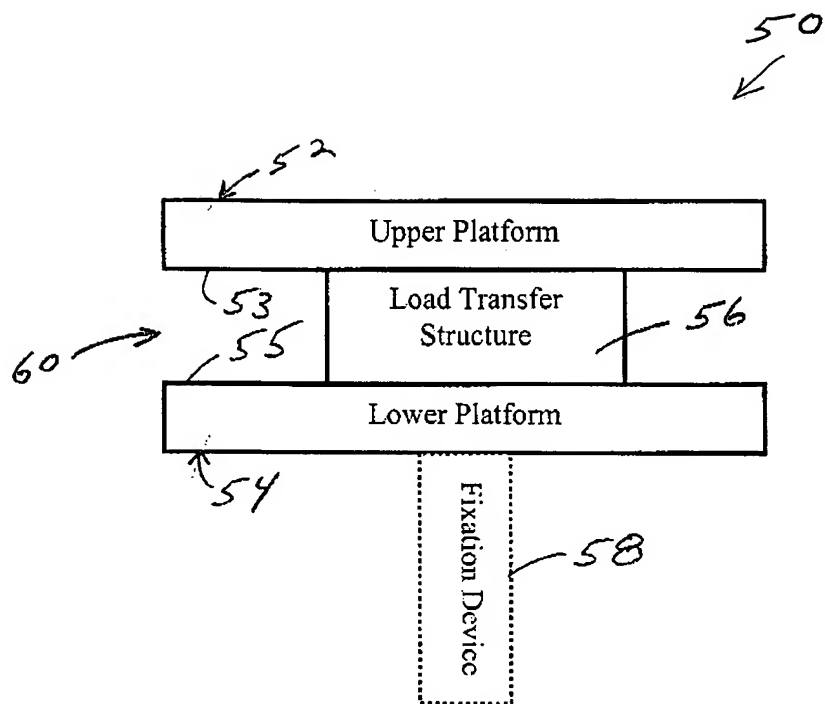 50
52
Upper Platform
53
Load Transfer
Structure
56
60
55
Lower Platform
54
Fixation Device
58